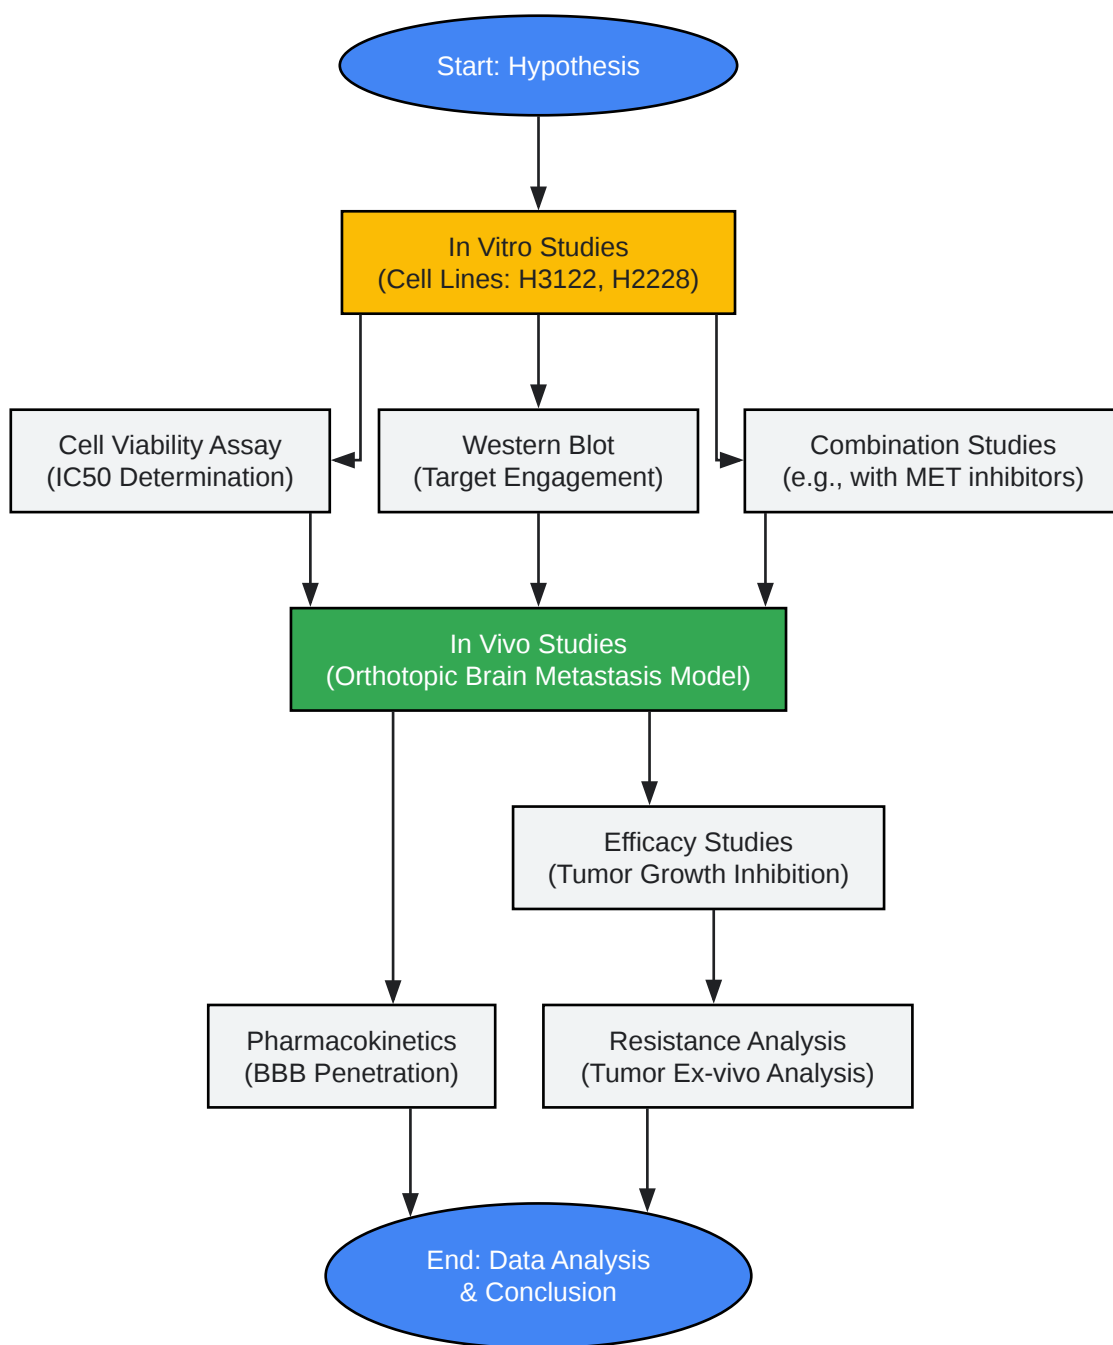 Start: Hypothesis
In Vitro Studies
(Cell Lines: H3122, H2228)
Cell Viability Assay
(IC50 Determination)
Western Blot
(Target Engagement)
Combination Studies
(e.g., with MET inhibitors)
In Vivo Studies
(Orthotopic Brain Metastasis Model)
Efficacy Studies
(Tumor Growth Inhibition)
Pharmacokinetics
(BBB Penetration)
Resistance Analysis
(Tumor Ex-vivo Analysis)
End: Data Analysis
& Conclusion